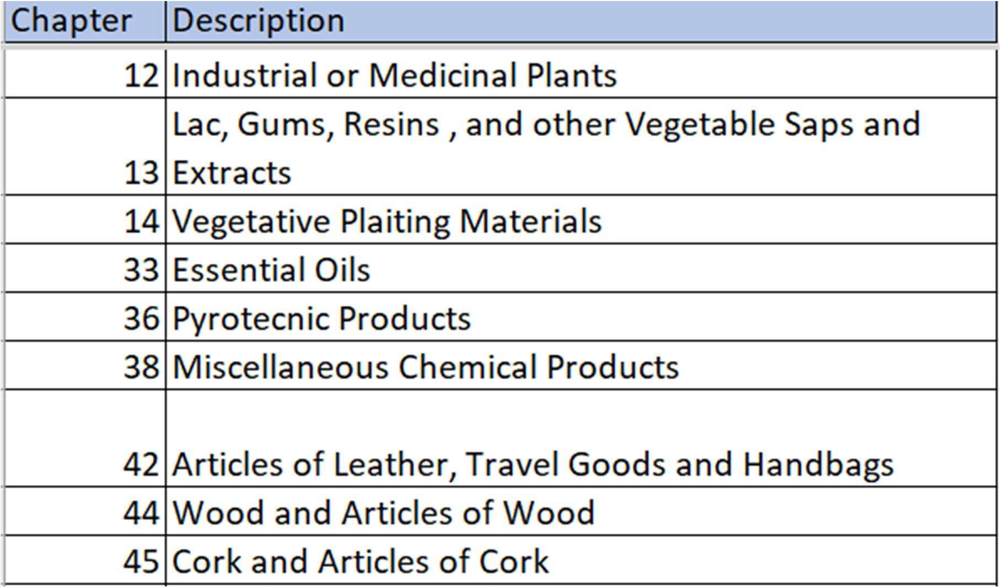 Chapter Description
12 Industrial or Medicinal Plants
Lac, Gums, Resins , and other Vegetable Saps and
13 Extracts
14 Vegetative Plaiting Materials
33 Essential Oils
36 Pyrotecnic Products
38 Miscellaneous Chemical Products
42 Articles of Leather, Travel Goods and Handbags
44 Wood and Articles of Wood
45 Cork and Articles of Cork